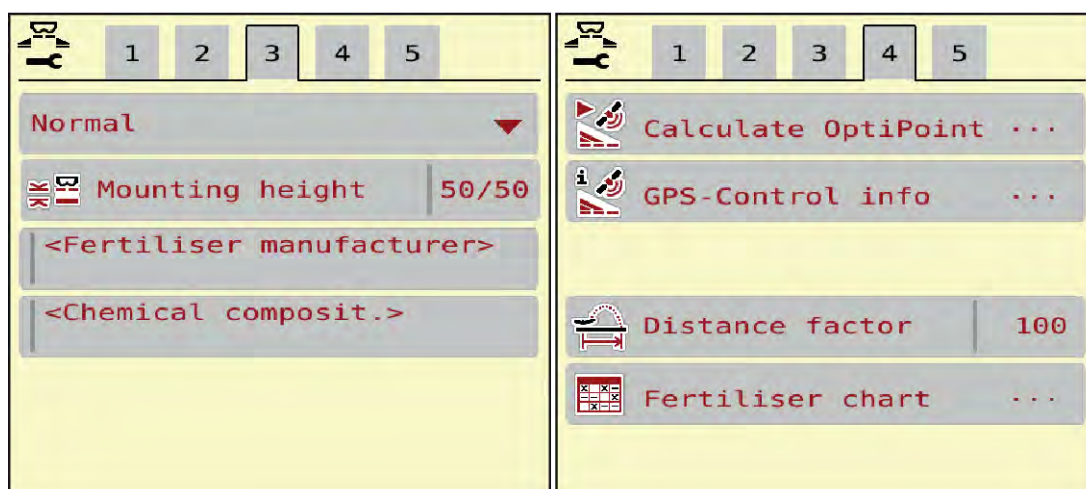 1 2 3 4 5
Normal
Mounting height 50/50
<Fertiliser manufacturer>
<Chemical composit.>
1 2 3 4 5
Calculate OptiPoint ...
GPS-Control info ...
Distance factor 100
Fertiliser chart ...